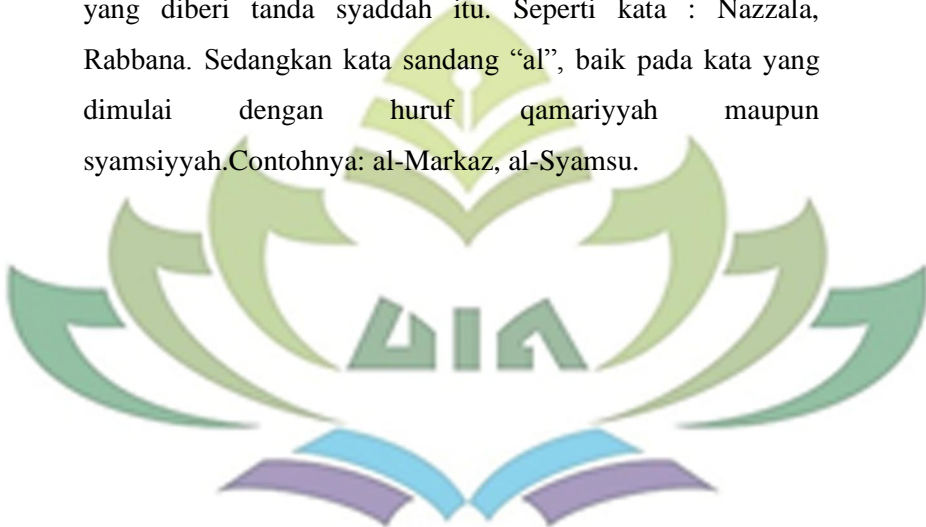 yang diberi tanda syaddah itu. Seperti kata : Nazzala,
Rabbana. Sedangkan kata sandang “al”, baik pada kata yang
dimulai dengan huruf qamariyyah maupun
syamsiyyah.Contohnya: al-Markaz, al-Syamsu.
UIN